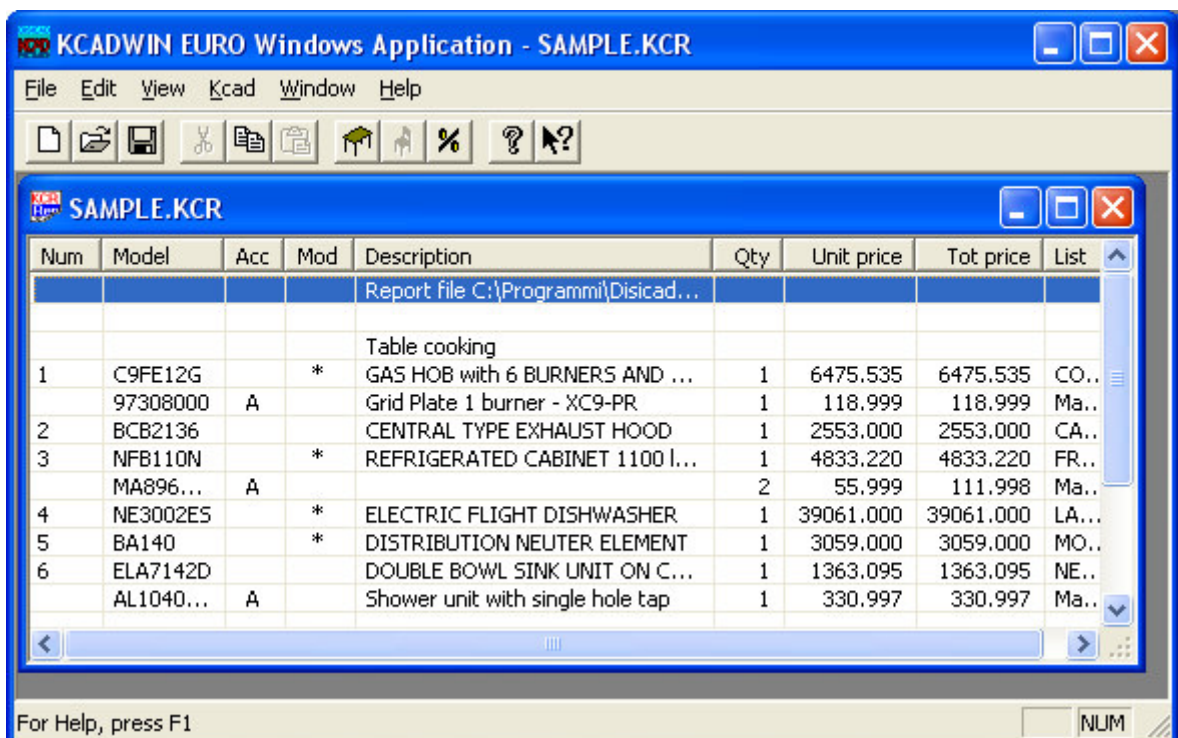 KCADWIN EURO Windows Application - SAMPLE.KCR
File Edit View Kcad Window Help
SAMPLE.KCR
Num Model Acc Mod Description Qty Unit price Tot price List
Report file C:\Programmi\Disicad...
Table cooking
1 C9FE12G * GAS HOB with 6 BURNERS AND ... 1 6475.535 6475.535 CO...
97308000 A Grid Plate 1 burner - XC9-PR 1 118.999 118.999 Ma...
2 BCB2136 CENTRAL TYPE EXHAUST HOOD 1 2553.000 2553.000 CA...
3 NFB110N * REFRIGERATED CABINET 1100 l... 1 4833.220 4833.220 FR...
MA896... A 2 55.999 111.998 Ma...
4 NE3002ES * ELECTRIC FLIGHT DISHWASHER 1 39061.000 39061.000 LA...
5 BA140 * DISTRIBUTION NEUTER ELEMENT 1 3059.000 3059.000 MO...
6 ELA7142D DOUBLE BOWL SINK UNIT ON C... 1 1363.095 1363.095 NE...
AL1040... A Shower unit with single hole tap 1 330.997 330.997 Ma...
For Help, press F1 NUM